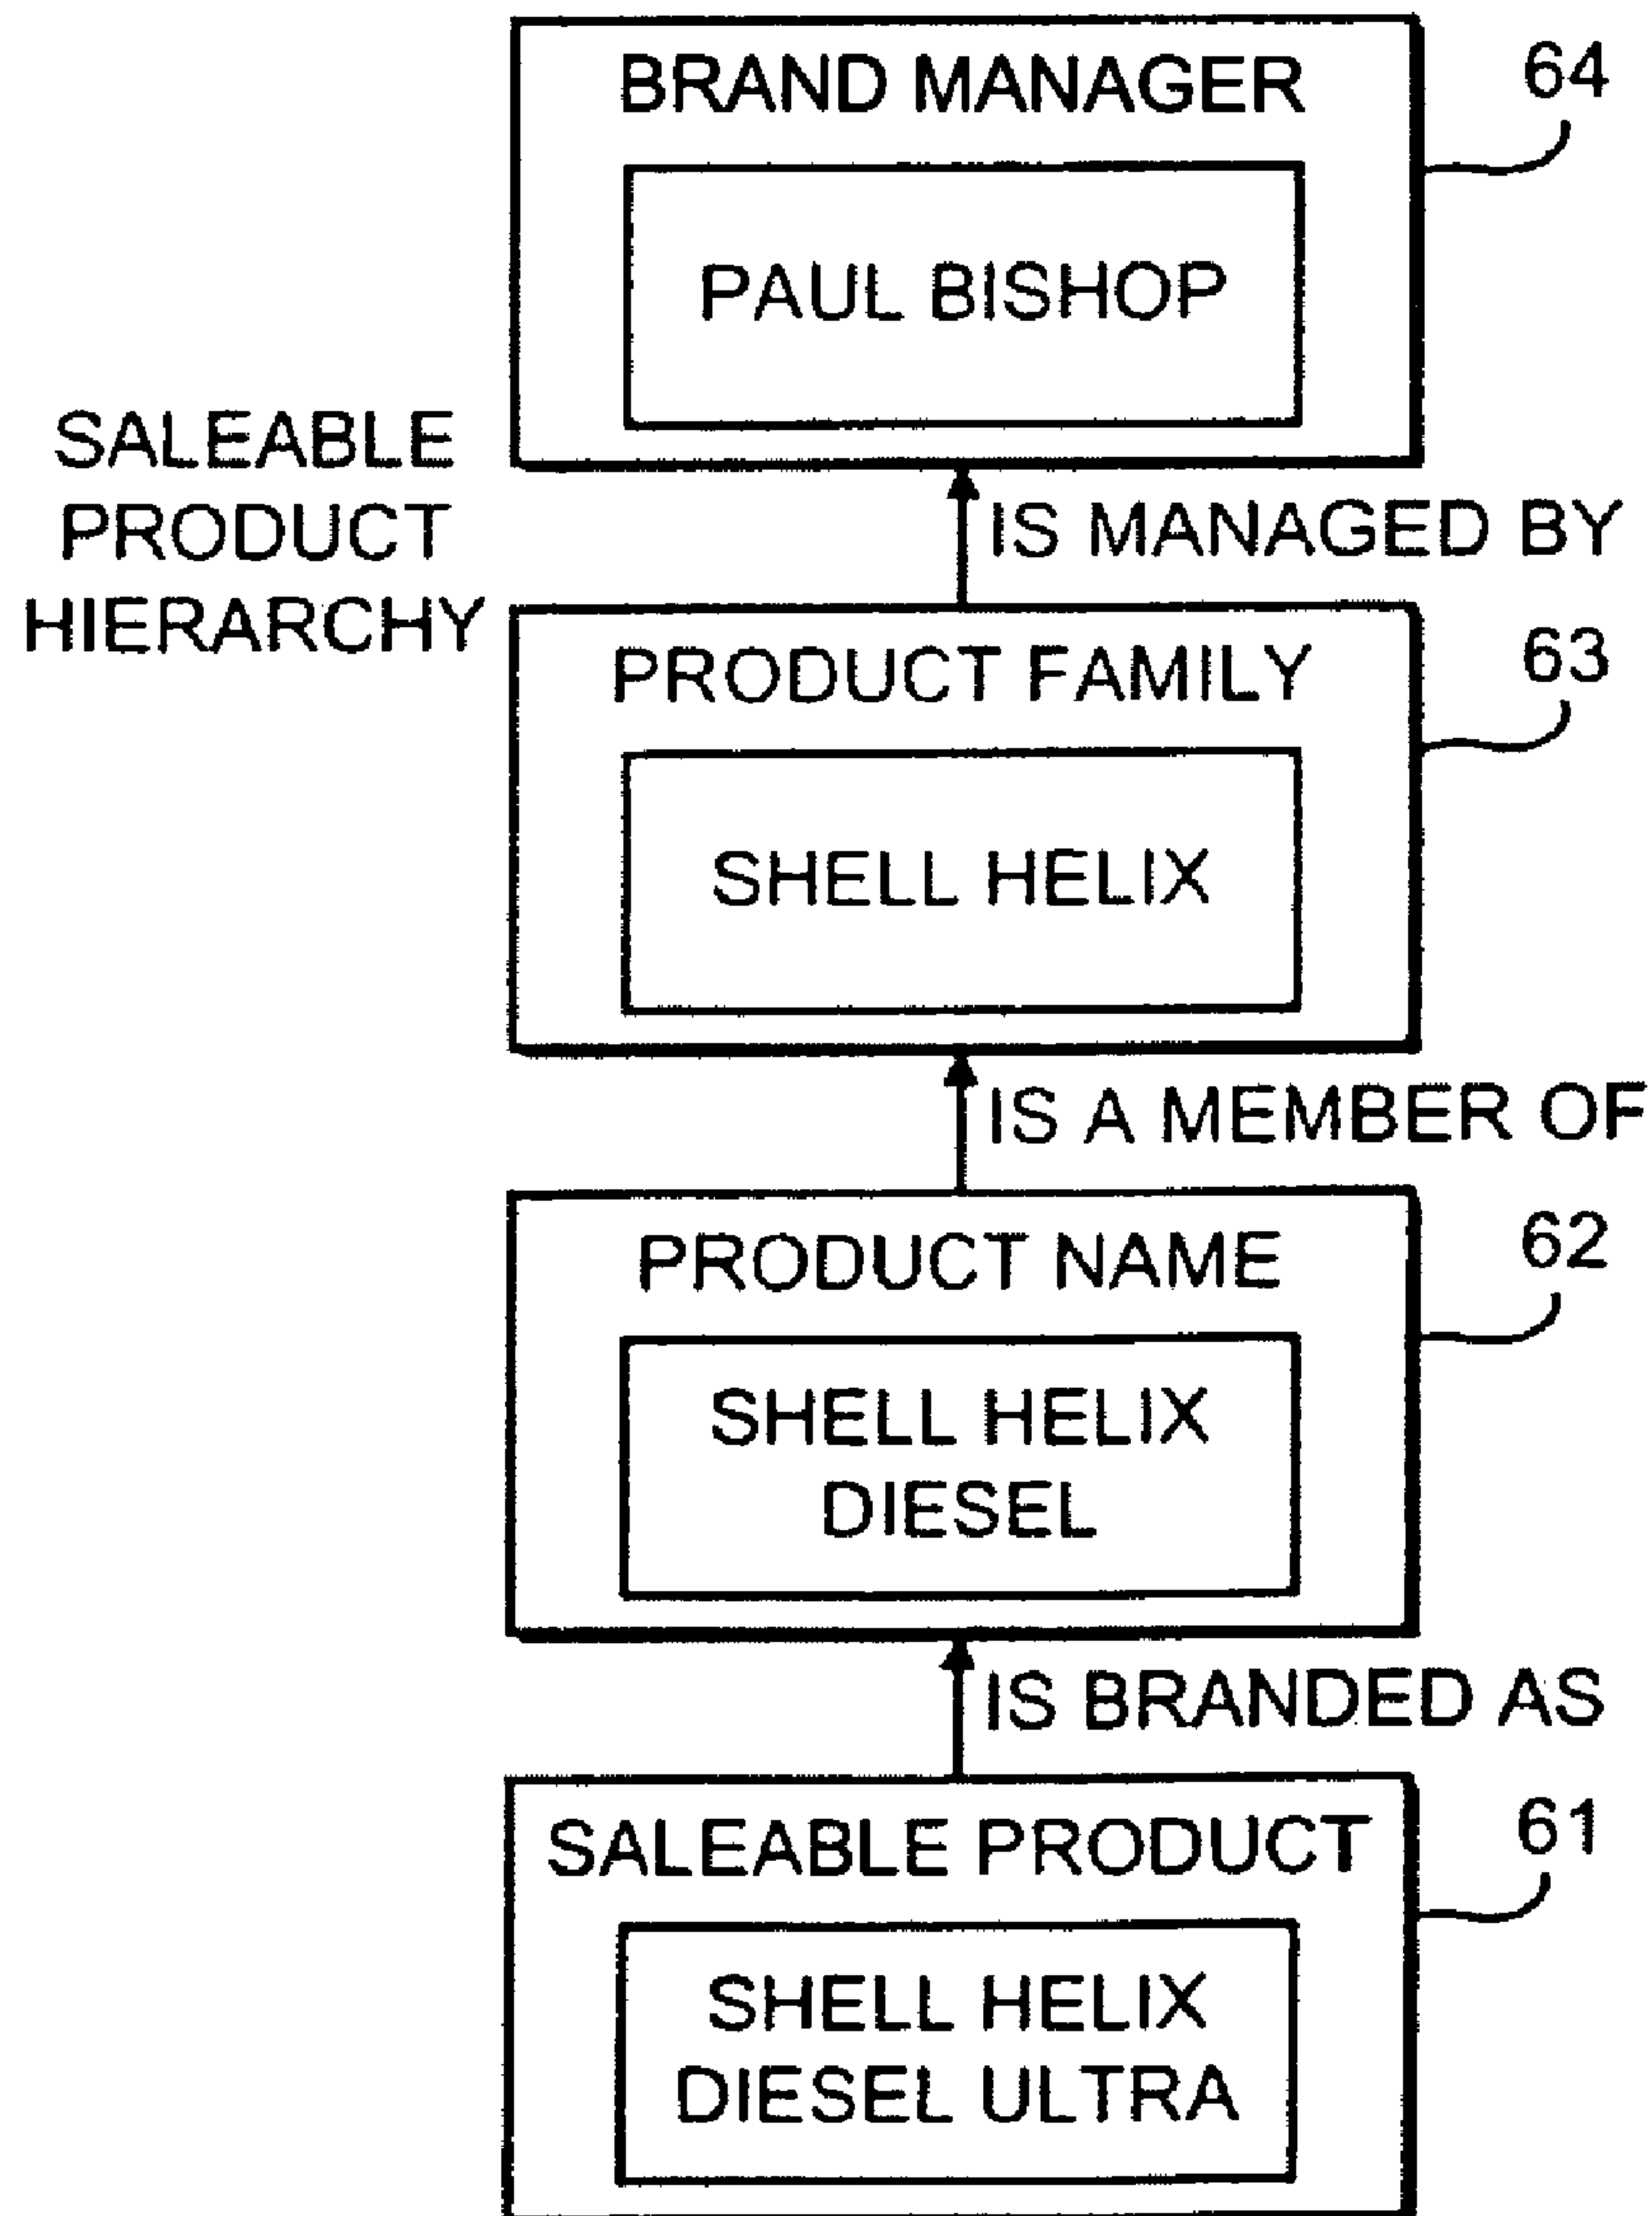 BRAND MANAGER
64
PAUL BISHOP
SALEABLE
PRODUCT
HIERARCHY
IS MANAGED BY
PRODUCT FAMILY
63
SHELL HELIX
IS A MEMBER OF
PRODUCT NAME
62
SHELL HELIX
DIESEL
IS BRANDED AS
SALEABLE PRODUCT
61
SHELL HELIX
DIESEL ULTRA